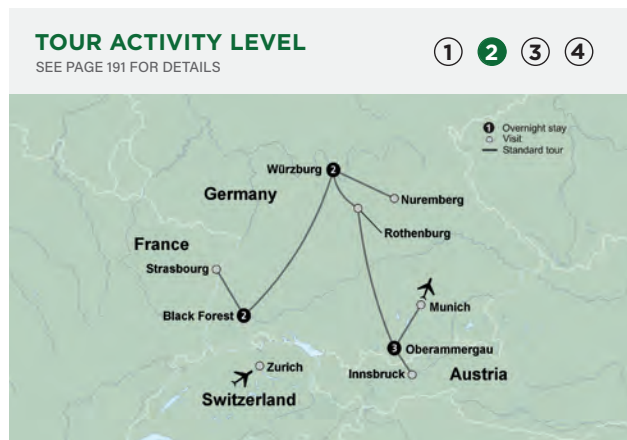 TOUR ACTIVITY LEVEL
SEE PAGE 191 FOR DETAILS
1 2 3 4
1 Overnight stay
Visit
Standard tour
Würzburg 2
Germany
Nuremberg
Rothenburg
France
Strasbourg
Black Forest 2
Munich
3 Oberammergau
Innsbruck
Austria
Zurich
Switzerland